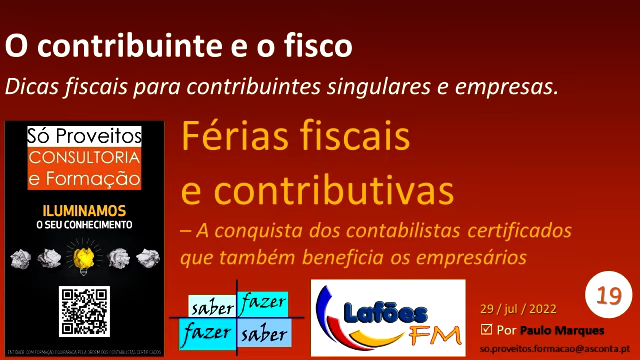 O contribuinte e o fisco
Dicas fiscais para contribuintes singulares e empresas.
Só Proveitos
CONSULTORIA
e Formação
ILUMINAMOS
O SEU CONHECIMENTO
Férias fiscais
e contributivas
– A conquista dos contabilistas certificados
que também beneficia os empresários
saber fazer
fazer saber
Lafões
FM
29 / jul / 2022
19
Por Paulo Marques
so.proveitos.formacao@asconta.pt